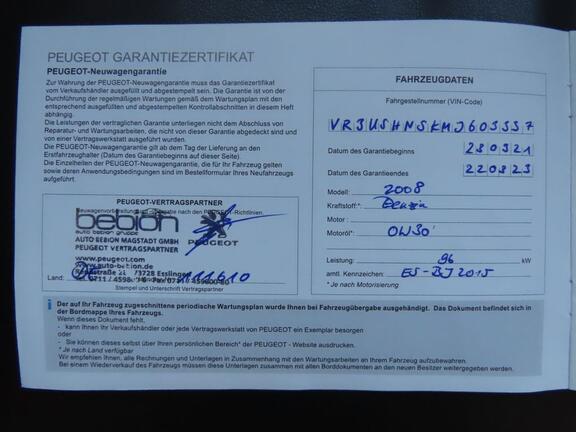 PEUGEOT GARANTIEZERTIFIKAT
PEUGEOT-Neuwagengarantie
Zur Wahrung der PEUGEOT-Neuwagengarantie muss das Garantiezertifikat
vom Verkaufshändler ausgefüllt und abgestempelt sein. Die Garantie ist von der
Durchführung der regelmäßigen Wartungen gemäß dem Wartungsplan mit den
entsprechend ausgefüllten und abgestempelten Kontrollabschnitten in diesem Heft
abhängig.
Die Leistungen der vertraglichen Garantie unterliegen nicht dem Abschluss von
Reparatur- und Wartungsarbeiten, die nicht von dieser Garantie abgedeckt sind und
von einer Vertragswerkstatt ausgeführt wurden.
Die PEUGEOT-Neuwagengarantie gilt ab dem Tag der Lieferung an den
Erstfahrzeughalter (Datum des Garantiebeginns auf dieser Seite).
Die Einzelheiten der PEUGEOT-Neuwagengarantie, die für Ihr Fahrzeug gelten
sowie deren Anwendungsbedingungen sind im Bestellformular Ihres Neufahrzeugs
aufgeführt.
PEUGEOT-VERTRAGSPARTNER
Neuwagenvorbereitung nach den PEUGEOT-Richtlinien.
bebion
auto bebion gruppe
AUTO BEBION MAGSTADT GMBH
PEUGEOT VERTRAGSPARTNER
PEUGEOT
www.peugeot.com
www.auto-bebion.de
73728 Esslingen
Land:
Stempel und Unterschrift Vertragspartner
FAHRZEUGDATEN
Fahrgestellnummer (VIN-Code)
Datum des Garantiebeginns 280921
Datum des Garantieendes 220823
Modell: 2008
Kraftstoff*: Benzin
Motor :
Motoröl*: 0W30
Leistung: 96 kW
amtl. Kennzeichen: ES-BJ 2015
* Je nach Motorisierung
i Der auf Ihr Fahrzeug zugeschnittene periodische Wartungsplan wurde Ihnen bei Fahrzeugübergabe ausgehändigt. Das Dokument befindet sich in
der Bordmappe Ihres Fahrzeugs.
Wenn dieses Dokument fehlt,
- kann Ihnen Ihr Verkaufshändler oder jede Vertragswerkstatt von PEUGEOT ein Exemplar besorgen
oder
- Sie können dieses selbst über Ihren persönlichen Bereich* der PEUGEOT - Website ausdrucken.
* Je nach Land verfügbar
Wir empfehlen Ihnen, alle Rechnungen und Unterlagen in Zusammenhang mit den Wartungsarbeiten an Ihrem Fahrzeug aufzubewahren.
Bei einem Wiederverkauf des Fahrzeugs müssen diese Unterlagen zusammen mit allen Borddokumenten an den neuen Besitzer weitergegeben werden.